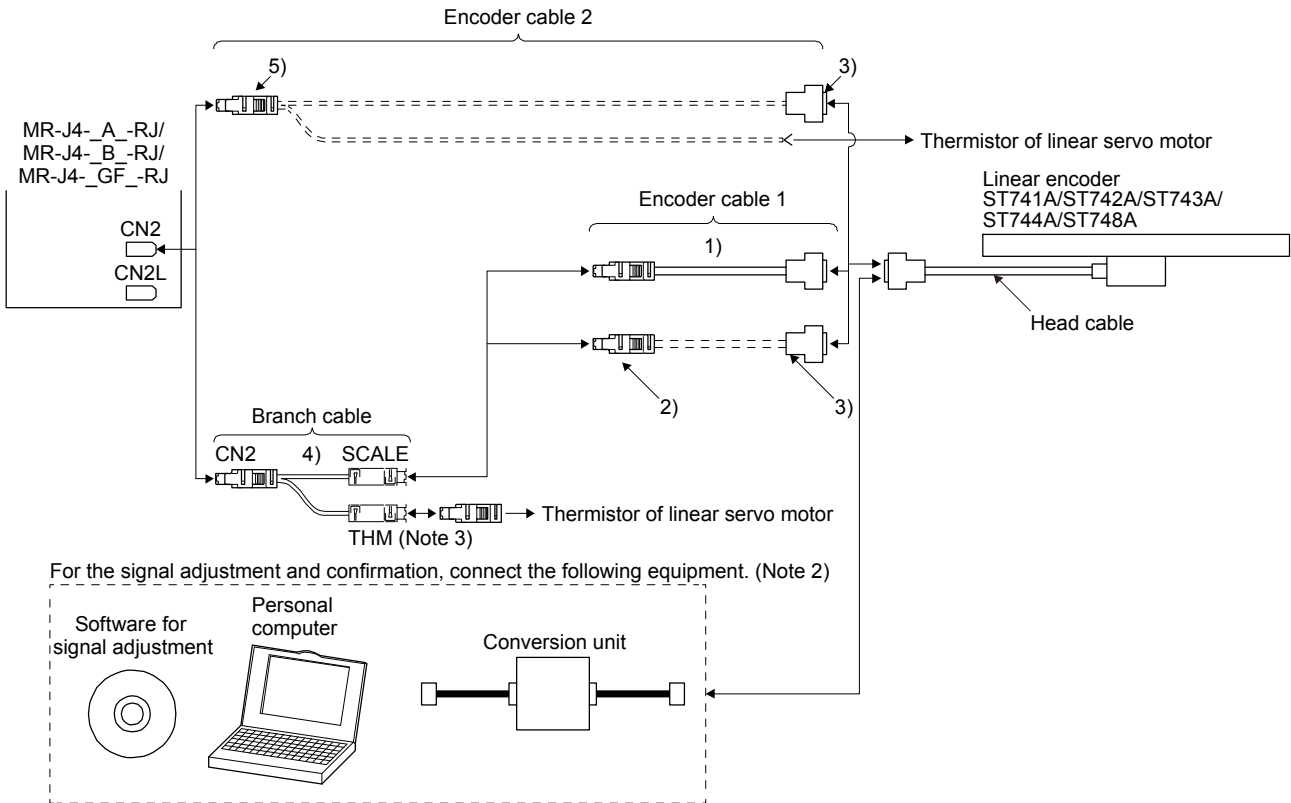 Encoder cable 2
5)
3)
MR-J4-_A_-RJ/
MR-J4-_B_-RJ/
MR-J4-_GF_-RJ
Thermistor of linear servo motor
Linear encoder
ST741A/ST742A/ST743A/
ST744A/ST748A
Encoder cable 1
1)
CN2
CN2L
Head cable
2)
3)
Branch cable
CN2
4)
SCALE
Thermistor of linear servo motor
THM (Note 3)
For the signal adjustment and confirmation, connect the following equipment. (Note 2)
Software for
signal adjustment
Personal
computer
Conversion unit